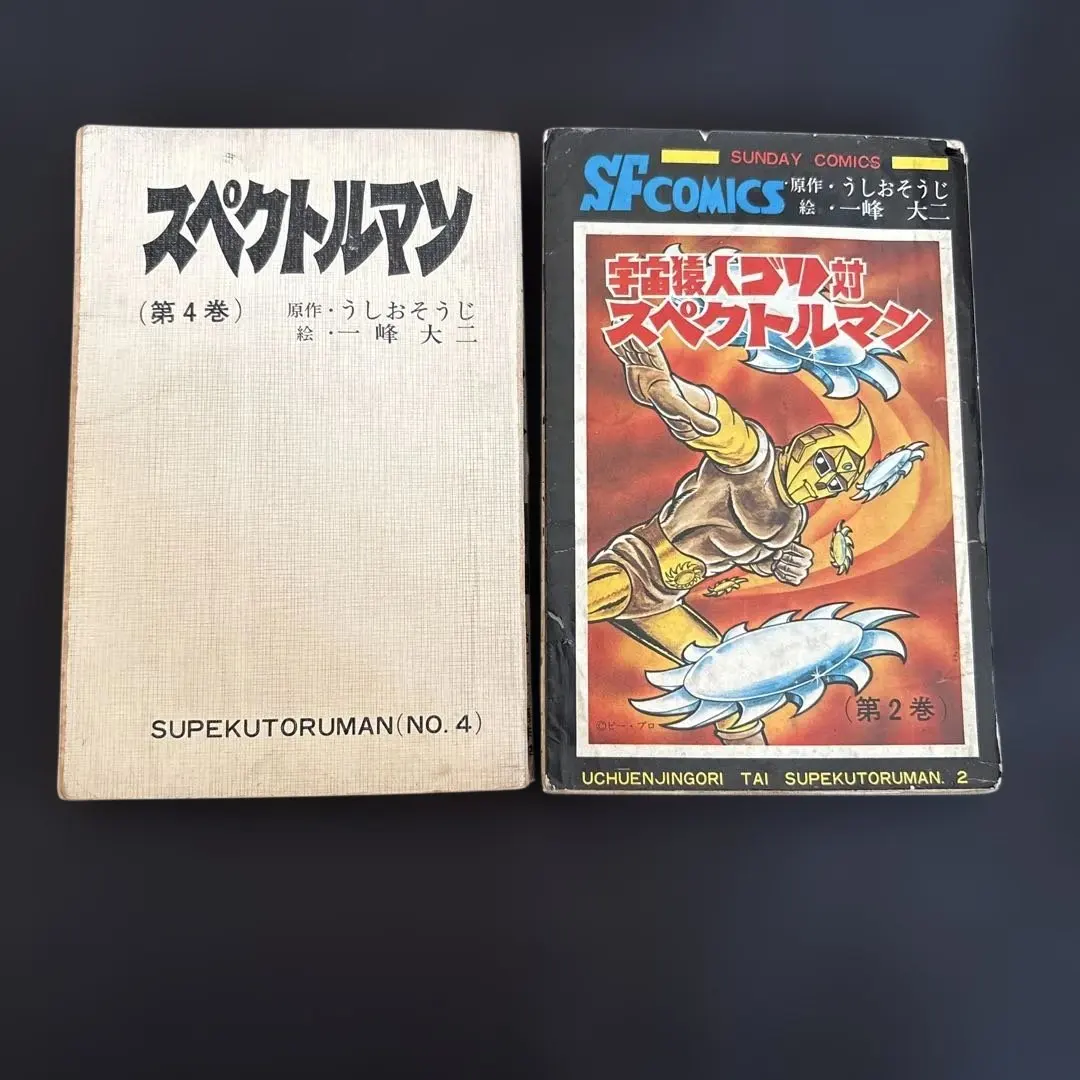 スペクトルマン
(第4巻)
原作・うしおそうじ
絵・一峰 大二
SUPEKUTORUMAN(NO. 4)
SUNDAY COMICS
SF COMICS
原作・うしおそうじ
絵・一峰 大二
宇宙猿人ゴリ対
スペクトルマン
(第2巻)
©ピー・プロ
UCHUENJINGORI TAI SUPEKUTORUMAN. 2